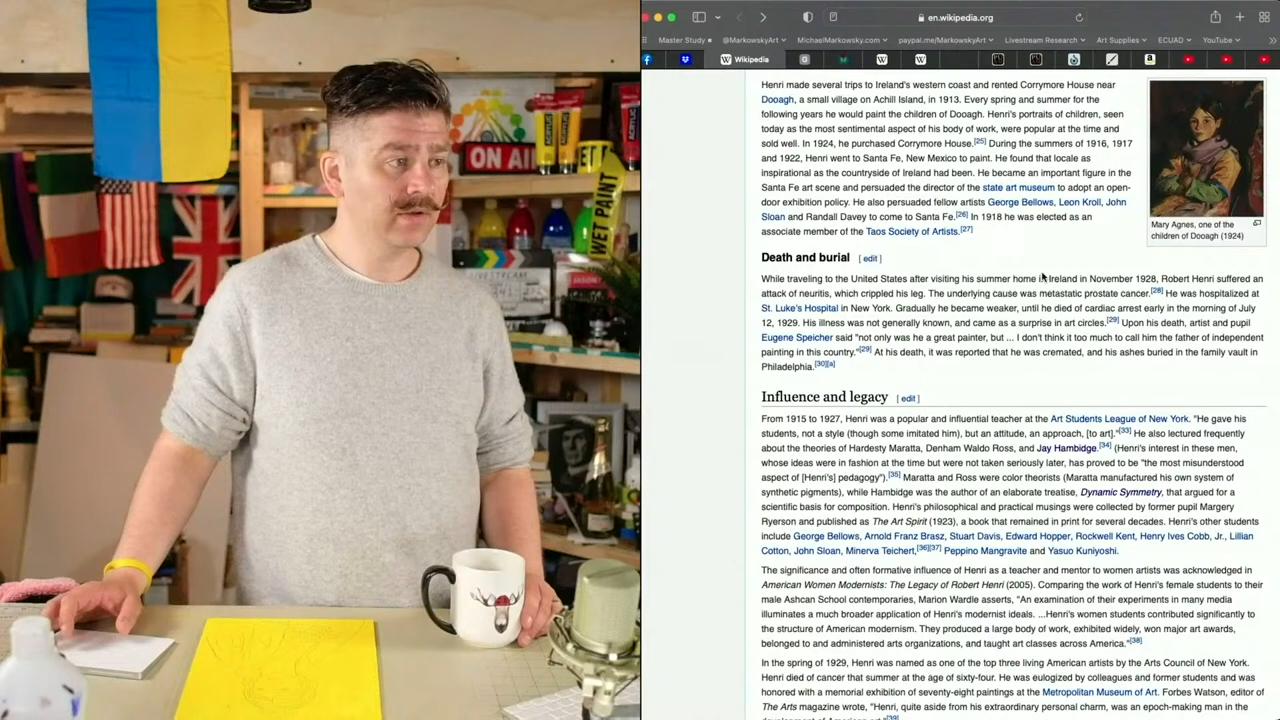 ON AIR
WET PAINT
ACRYLIC
en.wikipedia.org
Master Study
@MarkowskyArt
MichaelMarkowsky.com
paypal.me/MarkowskyArt
Livestream Research
Art Supplies
ECUAD
YouTube
Wikipedia
Henri made several trips to Ireland's western coast and rented Corrymore House near
Dooagh, a small village on Achill Island, in 1913. Every spring and summer for the
following years he would paint the children of Dooagh. Henri's portraits of children, seen
today as the most sentimental aspect of his body of work, were popular at the time and
sold well. In 1924, he purchased Corrymore House.[25] During the summers of 1916, 1917
and 1922, Henri went to Santa Fe, New Mexico to paint. He found that locale as
inspirational as the countryside of Ireland had been. He became an important figure in the
Santa Fe art scene and persuaded the director of the state art museum to adopt an open-
door exhibition policy. He also persuaded fellow artists George Bellows, Leon Kroll, John
Sloan and Randall Davey to come to Santa Fe.[26] In 1918 he was elected as an
associate member of the Taos Society of Artists.[27]
Mary Agnes, one of the
children of Dooagh (1924)
Death and burial [ edit ]
While traveling to the United States after visiting his summer home in Ireland in November 1928, Robert Henri suffered an
attack of neuritis, which crippled his leg. The underlying cause was metastatic prostate cancer.[28] He was hospitalized at
St. Luke's Hospital in New York. Gradually he became weaker, until he died of cardiac arrest early in the morning of July
12, 1929. His illness was not generally known, and came as a surprise in art circles.[29] Upon his death, artist and pupil
Eugene Speicher said "not only was he a great painter, but ... I don't think it too much to call him the father of independent
painting in this country."[29] At his death, it was reported that he was cremated, and his ashes buried in the family vault in
Philadelphia.[30][a]
Influence and legacy [ edit ]
From 1915 to 1927, Henri was a popular and influential teacher at the Art Students League of New York. "He gave his
students, not a style (though some imitated him), but an attitude, an approach, [to art]."[33] He also lectured frequently
about the theories of Hardesty Maratta, Denham Waldo Ross, and Jay Hambidge.[34] (Henri's interest in these men,
whose ideas were in fashion at the time but were not taken seriously later, has proved to be "the most misunderstood
aspect of [Henri's] pedagogy").[35] Maratta and Ross were color theorists (Maratta manufactured his own system of
synthetic pigments), while Hambidge was the author of an elaborate treatise, Dynamic Symmetry, that argued for a
scientific basis for composition. Henri's philosophical and practical musings were collected by former pupil Margery
Ryerson and published as The Art Spirit (1923), a book that remained in print for several decades. Henri's other students
include George Bellows, Arnold Franz Brasz, Stuart Davis, Edward Hopper, Rockwell Kent, Henry Ives Cobb, Jr., Lillian
Cotton, John Sloan, Minerva Teichert,[36][37] Peppino Mangravite and Yasuo Kuniyoshi.
The significance and often formative influence of Henri as a teacher and mentor to women artists was acknowledged in
American Women Modernists: The Legacy of Robert Henri (2005). Comparing the work of Henri's female students to their
male Ashcan School contemporaries, Marion Wardle asserts, "An examination of their experiments in many media
illuminates a much broader application of Henri's modernist ideals. ...Henri's women students contributed significantly to
the structure of American modernism. They produced a large body of work, exhibited widely, won major art awards,
belonged to and administered arts organizations, and taught art classes across America."[38]
In the spring of 1929, Henri was named as one of the top three living American artists by the Arts Council of New York.
Henri died of cancer that summer at the age of sixty-four. He was eulogized by colleagues and former students and was
honored with a memorial exhibition of seventy-eight paintings at the Metropolitan Museum of Art. Forbes Watson, editor of
The Arts magazine wrote, "Henri, quite aside from his extraordinary personal charm, was an epoch-making man in the
development of American art."[39]